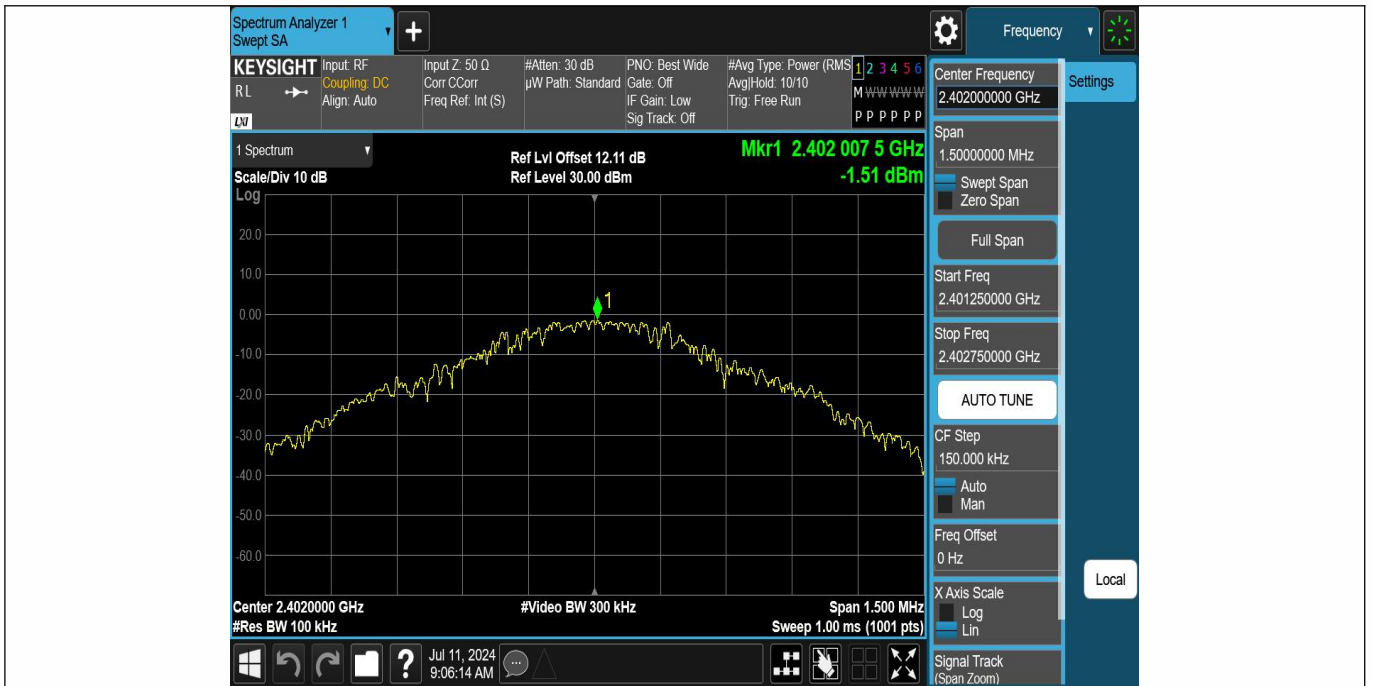 Spectrum Analyzer 1
Swept SA
+
Frequency
KEYSIGHT
RL
LXI
Input: RF
Coupling: DC
Align: Auto
Input Z: 50 Ω
Corr CCorr
Freq Ref: Int (S)
#Atten: 30 dB
µW Path: Standard
PNO: Best Wide
Gate: Off
IF Gain: Low
Sig Track: Off
#Avg Type: Power (RMS
Avg|Hold: 10/10
Trig: Free Run
1 2 3 4 5 6
M W W W W W
P P P P P P
1 Spectrum
Scale/Div 10 dB
Log
Ref Lvl Offset 12.11 dB
Ref Level 30.00 dBm
Mkr1 2.402 007 5 GHz
-1.51 dBm
20.0
10.0
0.00
-10.0
-20.0
-30.0
-40.0
-50.0
-60.0
1
Center 2.4020000 GHz
#Res BW 100 kHz
#Video BW 300 kHz
Span 1.500 MHz
Sweep 1.00 ms (1001 pts)
Center Frequency
2.402000000 GHz
Settings
Span
1.50000000 MHz
Swept Span
Zero Span
Full Span
Start Freq
2.401250000 GHz
Stop Freq
2.402750000 GHz
AUTO TUNE
CF Step
150.000 kHz
Auto
Man
Freq Offset
0 Hz
Local
X Axis Scale
Log
Lin
Signal Track
(Span Zoom)
?
Jul 11, 2024
9:06:14 AM